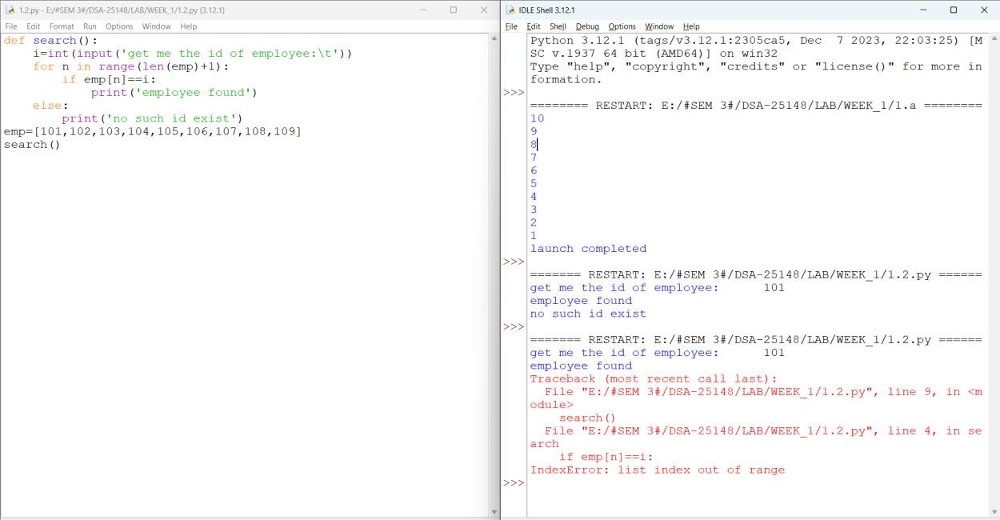 1.2.py - E:/#SEM 3#/DSA-25148/LAB/WEEK_1/1.2.py (3.12.1)
File Edit Format Run Options Window Help
def search():
    i=int(input('get me the id of employee:\t'))
    for n in range(len(emp)+1):
        if emp[n]==i:
            print('employee found')
    else:
        print('no such id exist')
emp=[101,102,103,104,105,106,107,108,109]
search()
IDLE Shell 3.12.1
File Edit Shell Debug Options Window Help
Python 3.12.1 (tags/v3.12.1:2305ca5, Dec  7 2023, 22:03:25) [M
SC v.1937 64 bit (AMD64)] on win32
Type "help", "copyright", "credits" or "license()" for more in
formation.
>>>
======== RESTART: E:/#SEM 3#/DSA-25148/LAB/WEEK_1/1.a ========
10
9
8
7
6
5
4
3
2
1
launch completed
>>>
======= RESTART: E:/#SEM 3#/DSA-25148/LAB/WEEK_1/1.2.py ======
get me the id of employee:	101
employee found
no such id exist
>>>
======= RESTART: E:/#SEM 3#/DSA-25148/LAB/WEEK_1/1.2.py ======
get me the id of employee:	101
employee found
Traceback (most recent call last):
  File "E:/#SEM 3#/DSA-25148/LAB/WEEK_1/1.2.py", line 9, in <m
odule>
    search()
  File "E:/#SEM 3#/DSA-25148/LAB/WEEK_1/1.2.py", line 4, in se
arch
    if emp[n]==i:
IndexError: list index out of range
>>>